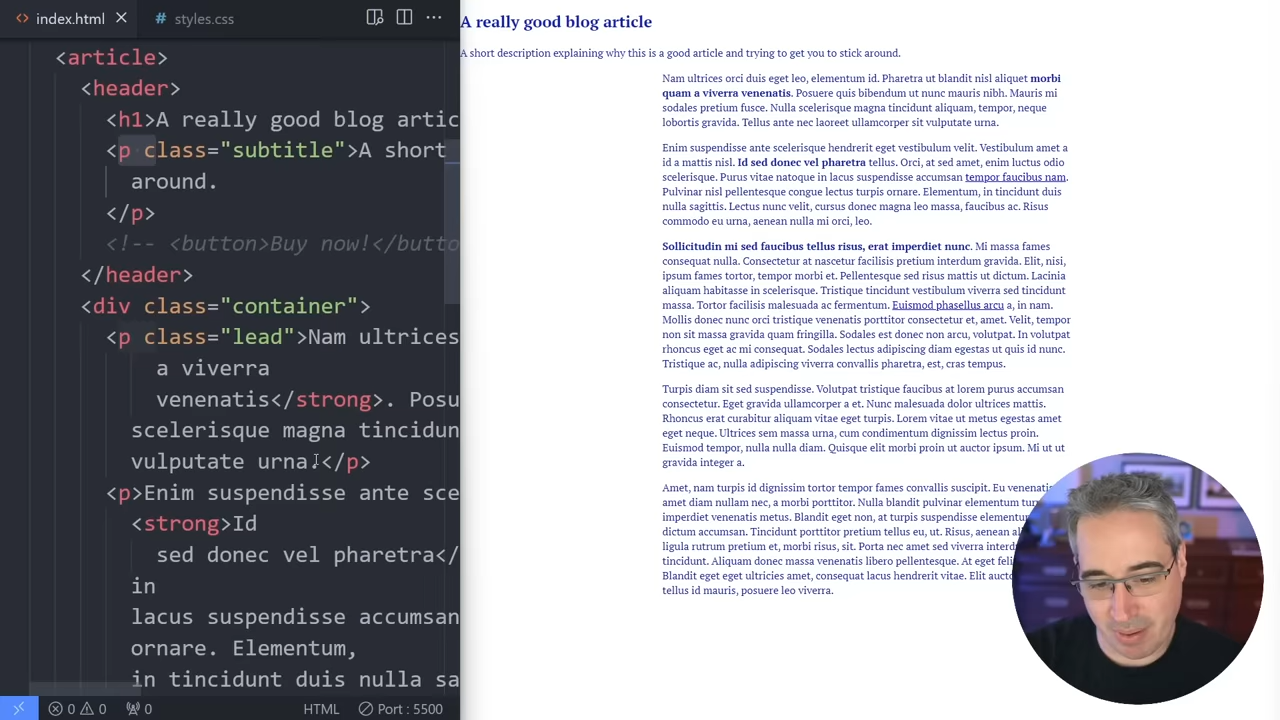 index.html
styles.css
<article>
<header>
<h1>A really good blog artic
<p class="subtitle">A short
around.
</p>
<!-- <button>Buy now!</butto
</header>
<div class="container">
<p class="lead">Nam ultrices
a viverra
venenatis</strong>. Posu
scelerisque magna tincidun
vulputate urna.</p>
<p>Enim suspendisse ante sce
<strong>Id
sed donec vel pharetra</
in
lacus suspendisse accumsan
ornare. Elementum,
in tincidunt duis nulla sa
0 0 0 HTML Port : 5500
A really good blog article
A short description explaining why this is a good article and trying to get you to stick around.
Nam ultrices orci duis eget leo, elementum id. Pharetra ut blandit nisl aliquet morbi
quam a viverra venenatis. Posuere quis bibendum ut nunc mauris nibh. Mauris mi
sodales pretium fusce. Nulla scelerisque magna tincidunt aliquam, tempor, neque
lobortis gravida. Tellus ante nec laoreet ullamcorper sit vulputate urna.
Enim suspendisse ante scelerisque hendrerit eget vestibulum velit. Vestibulum amet a
id a mattis nisl. Id sed donec vel pharetra tellus. Orci, at sed amet, enim luctus odio
scelerisque. Purus vitae natoque in lacus suspendisse accumsan tempor faucibus nam.
Pulvinar nisl pellentesque congue lectus turpis ornare. Elementum, in tincidunt duis
nulla sagittis. Lectus nunc velit, cursus donec magna leo massa, faucibus ac. Risus
commodo eu urna, aenean nulla mi orci, leo.
Sollicitudin mi sed faucibus tellus risus, erat imperdiet nunc. Mi massa fames
consequat nulla. Consectetur at nascetur facilisis pretium interdum gravida. Elit, nisi,
ipsum fames tortor, tempor morbi et. Pellentesque sed risus mattis ut dictum. Lacinia
aliquam habitasse in scelerisque. Tristique tincidunt vestibulum viverra sed tincidunt
massa. Tortor facilisis malesuada ac fermentum. Euismod phasellus arcu a, in nam.
Mollis donec nunc orci tristique venenatis porttitor consectetur et, amet. Velit, tempor
non sit massa gravida quam fringilla. Sodales est donec non arcu, volutpat. In volutpat
rhoncus eget ac mi consequat. Sodales lectus adipiscing diam egestas ut quis id nunc.
Tristique ac, nulla adipiscing viverra convallis pharetra, est, cras tempus.
Turpis diam sit sed suspendisse. Volutpat tristique faucibus at lorem purus accumsan
consectetur. Eget gravida ullamcorper a et. Nunc malesuada dolor ultrices mattis.
Rhoncus erat curabitur aliquam vitae eget turpis. Lorem vitae ut metus egestas amet
eget neque. Ultrices sem massa urna, cum condimentum dignissim lectus proin.
Euismod tempor, nulla nulla diam. Quisque elit morbi proin ut auctor ipsum. Mi ut ut
gravida integer a.
Amet, nam turpis id dignissim tortor tempor fames convallis suscipit. Eu venenatis
amet diam nullam nec, a morbi porttitor. Nulla blandit pulvinar elementum tur
imperdiet venenatis metus. Blandit eget non, at turpis suspendisse elementu
dictum accumsan. Tincidunt porttitor pretium tellus eu, ut. Risus, aenean al
ligula rutrum pretium et, morbi risus, sit. Porta nec amet sed viverra interd
tincidunt. Aliquam donec massa venenatis libero pellentesque. At eget feli
Blandit eget eget ultricies amet, consequat lacus hendrerit vitae. Elit aucto
tellus id mauris, posuere leo viverra.